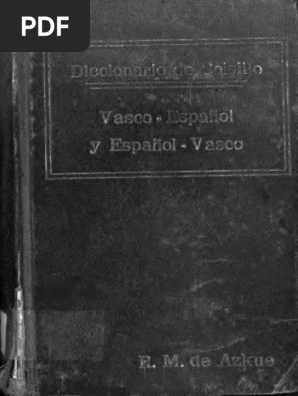 PDF
Diccionario de Bolsillo
Vasco - Español
y Español - Vasco
R. M. de Azkue